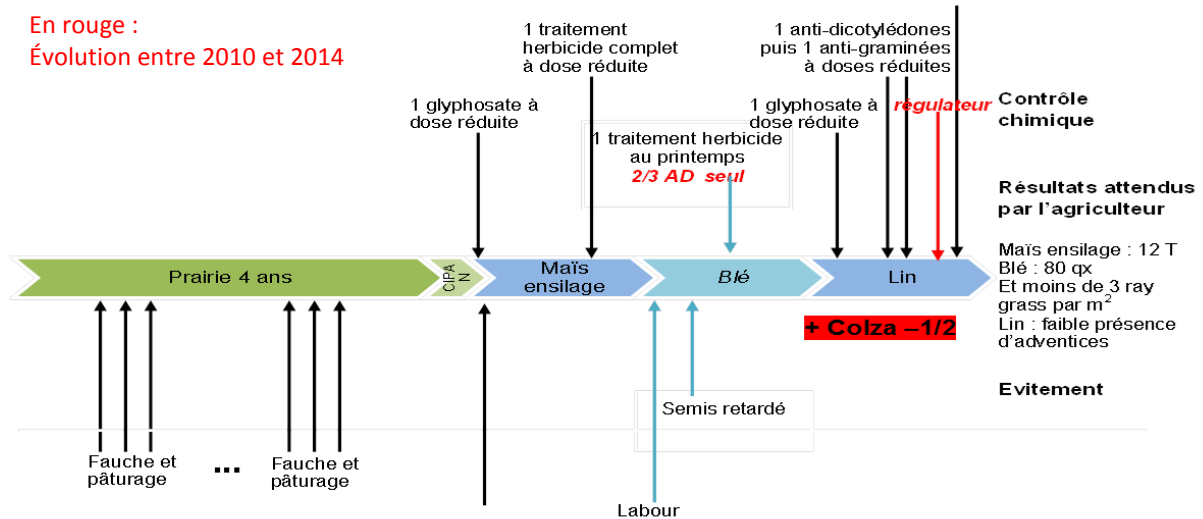 En rouge :
Évolution entre 2010 et 2014
1 traitement
herbicide complet
à dose réduite
1 anti-dicotylédones
puis 1 anti-graminées
à doses réduites
1 glyphosate à
dose réduite
1 glyphosate à
dose réduite
régulateur
Contrôle
chimique
1 traitement herbicide
au printemps
2/3 AD seul
Résultats attendus
par l'agriculteur
Prairie 4 ans
CIPA
N
Maïs
ensilage
Blé
Lin
Maïs ensilage : 12 T
Blé : 80 qx
Et moins de 3 ray
grass par m²
Lin : faible présence
d'adventices
+ Colza –1/2
Evitement
Semis retardé
Fauche et
pâturage
...
Fauche et
pâturage
Labour